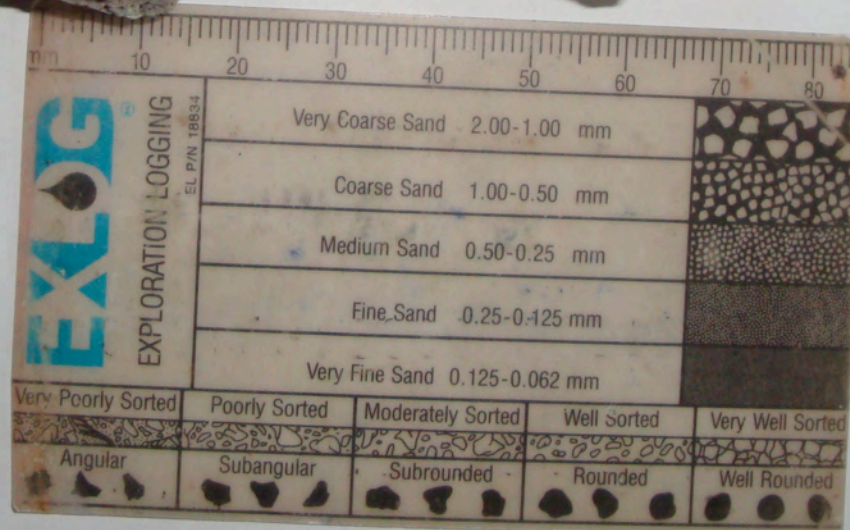 mm 10 20 30 40 50 60 70 80
EXLOG ®
EXPLORATION LOGGING
EL P/N 18834
Very Coarse Sand 2.00-1.00 mm
Coarse Sand 1.00-0.50 mm
Medium Sand 0.50-0.25 mm
Fine Sand 0.25-0.125 mm
Very Fine Sand 0.125-0.062 mm
Very Poorly Sorted Poorly Sorted Moderately Sorted Well Sorted Very Well Sorted
Angular Subangular Subrounded Rounded Well Rounded